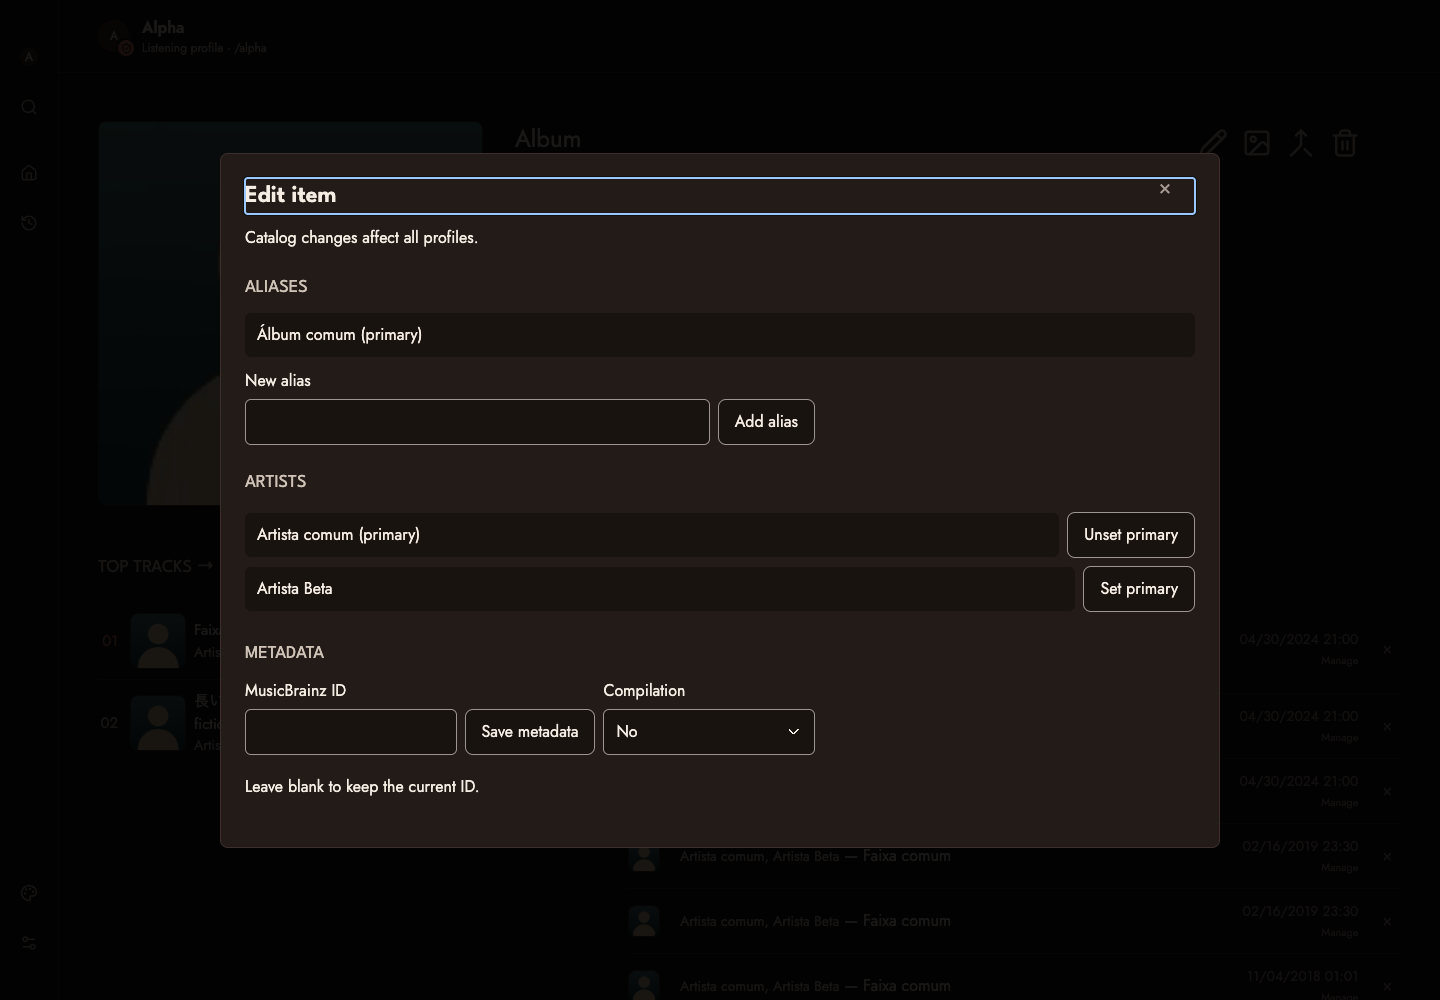 A
Alpha
Listening profile · /alpha
A
Album
Edit item
×
Catalog changes affect all profiles.
ALIASES
Álbum comum (primary)
New alias
Add alias
ARTISTS
Artista comum (primary)
Unset primary
Artista Beta
Set primary
METADATA
MusicBrainz ID
Compilation
Save metadata
No
Leave blank to keep the current ID.
TOP TRACKS →
01
Faixa
02
長い
04/30/2024 21:00
Manage
×
04/30/2024 21:00
Manage
×
04/30/2024 21:00
Manage
×
Artista comum, Artista Beta — Faixa comum
02/16/2019 23:30
Manage
×
Artista comum, Artista Beta — Faixa comum
02/16/2019 23:30
Manage
×
Artista comum, Artista Beta — Faixa comum
11/04/2018 01:01
Manage
×